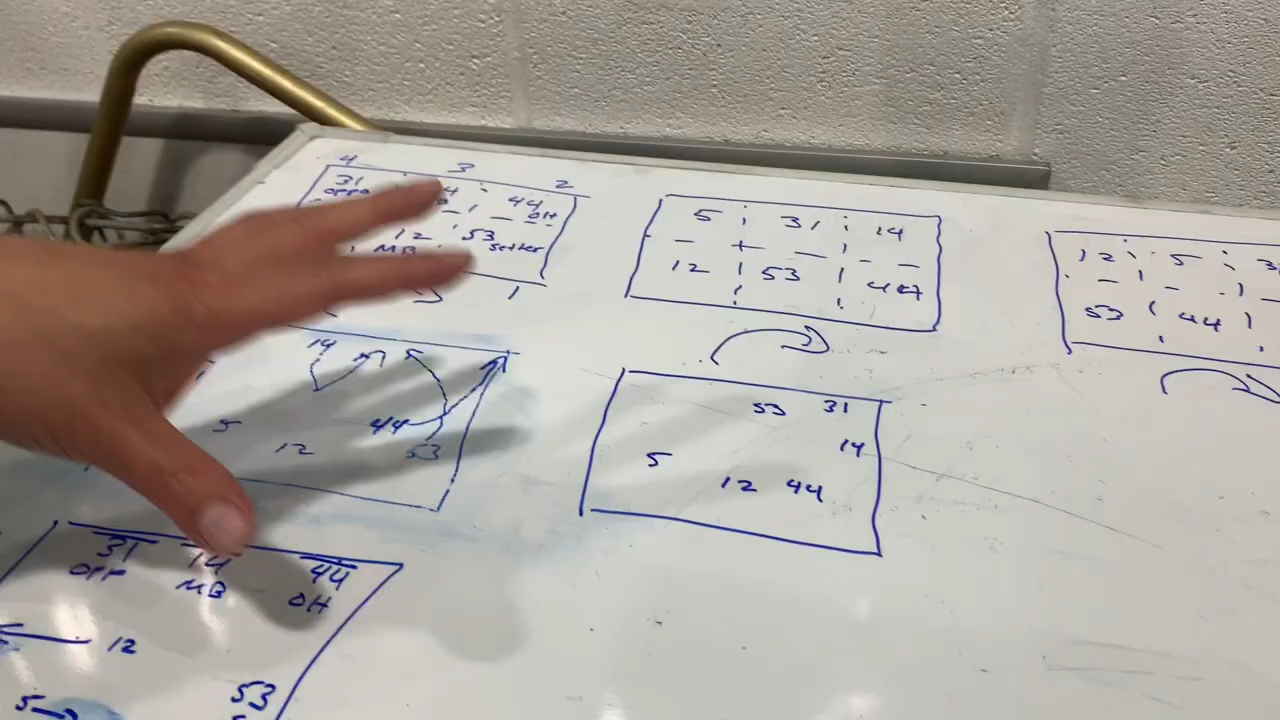 4 3 2
31 44
OPPO OH
12 53
MB setter
1
5 31 14
12 53 44
12 5
53 44
14
5 44
12 53
53 31
14
5
12 44
31 14 44
OPP MB OH
12
53
5